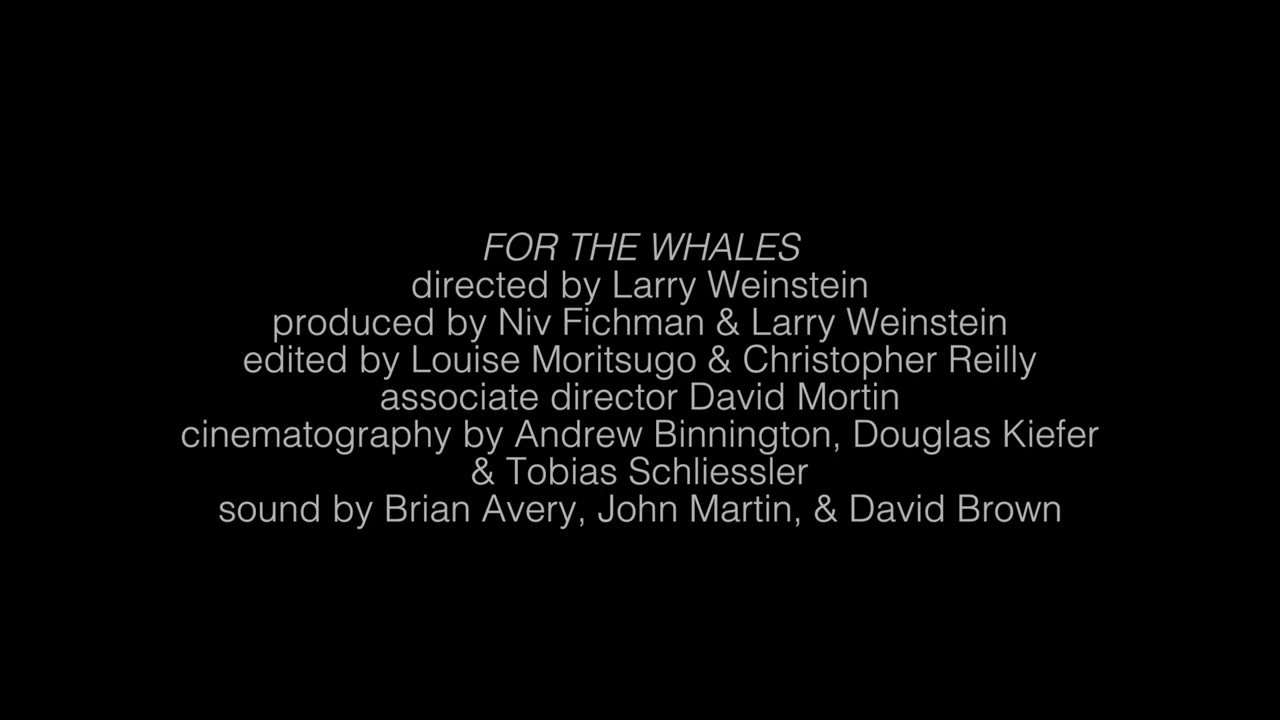 FOR THE WHALES
directed by Larry Weinstein
produced by Niv Fichman & Larry Weinstein
edited by Louise Moritsugo & Christopher Reilly
associate director David Mortin
cinematography by Andrew Binnington, Douglas Kiefer
& Tobias Schliessler
sound by Brian Avery, John Martin, & David Brown